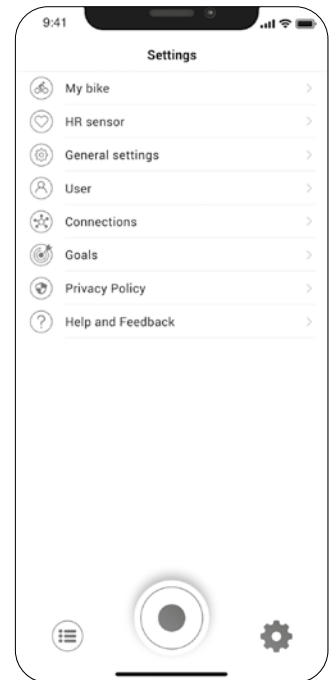 9:41
Settings
My bike
HR sensor
General settings
User
Connections
Goals
Privacy Policy
Help and Feedback